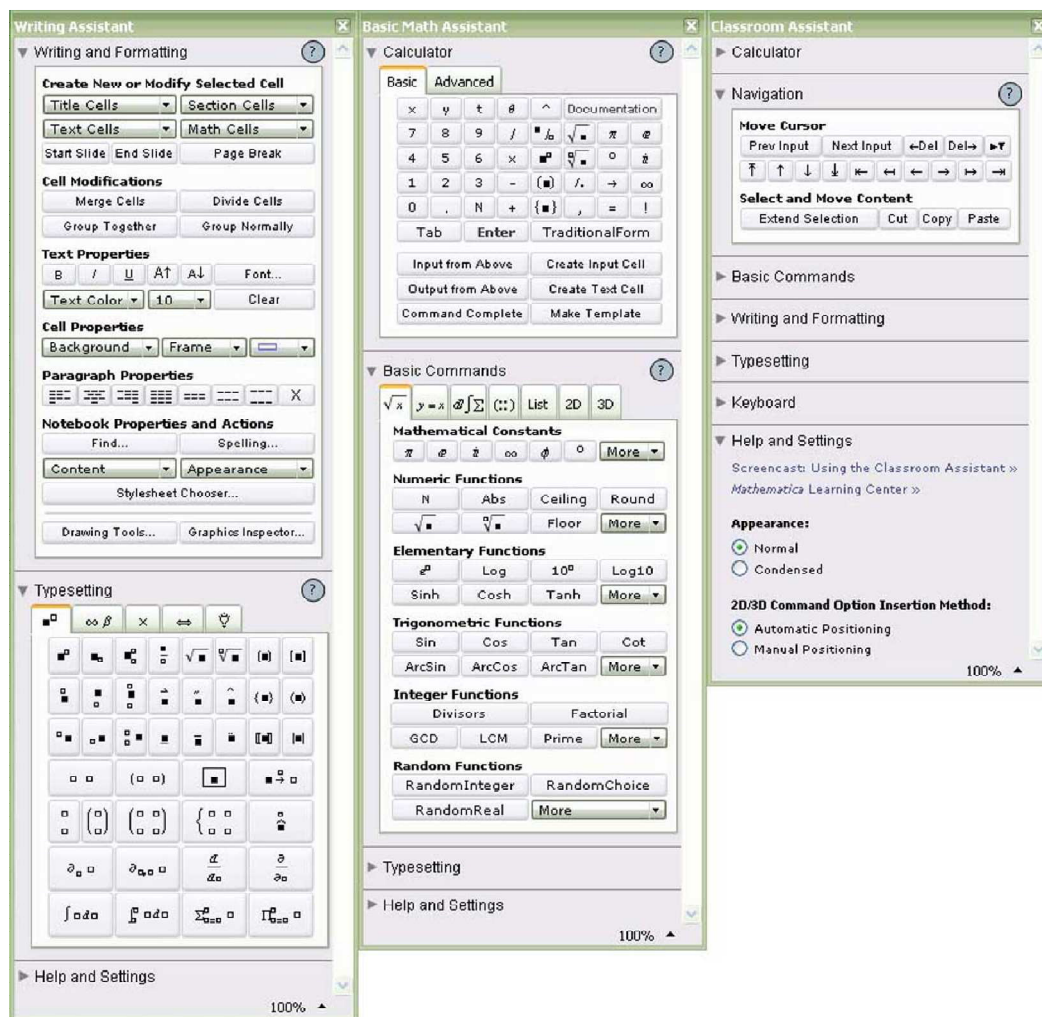 Writing Assistant
Writing and Formatting ?
Create New or Modify Selected Cell
Title Cells Section Cells
Text Cells Math Cells
Start Slide End Slide Page Break
Cell Modifications
Merge Cells Divide Cells
Group Together Group Normally
Text Properties
B I U A↑ A↓ Font...
Text Color 10 Clear
Cell Properties
Background Frame
Paragraph Properties
X
Notebook Properties and Actions
Find... Spelling...
Content Appearance
Stylesheet Chooser...
Drawing Tools... Graphics Inspector...
Typesetting ?
Help and Settings
100%
Basic Math Assistant
Calculator ?
Basic Advanced
x y t θ ^ Documentation
7 8 9 / π
4 5 6 × °
1 2 3 - (■) /. → ∞
0 . N + {■} , = !
Tab Enter TraditionalForm
Input from Above Create Input Cell
Output from Above Create Text Cell
Command Complete Make Template
Basic Commands ?
√x y=x d∫Σ (::) List 2D 3D
Mathematical Constants
π e i ∞ ϕ ° More
Numeric Functions
N Abs Ceiling Round
√■ Floor More
Elementary Functions
Log Log10
Sinh Cosh Tanh More
Trigonometric Functions
Sin Cos Tan Cot
ArcSin ArcCos ArcTan More
Integer Functions
Divisors Factorial
GCD LCM Prime More
Random Functions
RandomInteger RandomChoice
RandomReal More
Typesetting
Help and Settings
100%
Classroom Assistant
Calculator
Navigation ?
Move Cursor
Prev Input Next Input ←Del Del→
Select and Move Content
Extend Selection Cut Copy Paste
Basic Commands
Writing and Formatting
Typesetting
Keyboard
Help and Settings
Screencast: Using the Classroom Assistant »
Mathematica Learning Center »
Appearance:
Normal
Condensed
2D/3D Command Option Insertion Method:
Automatic Positioning
Manual Positioning
100%